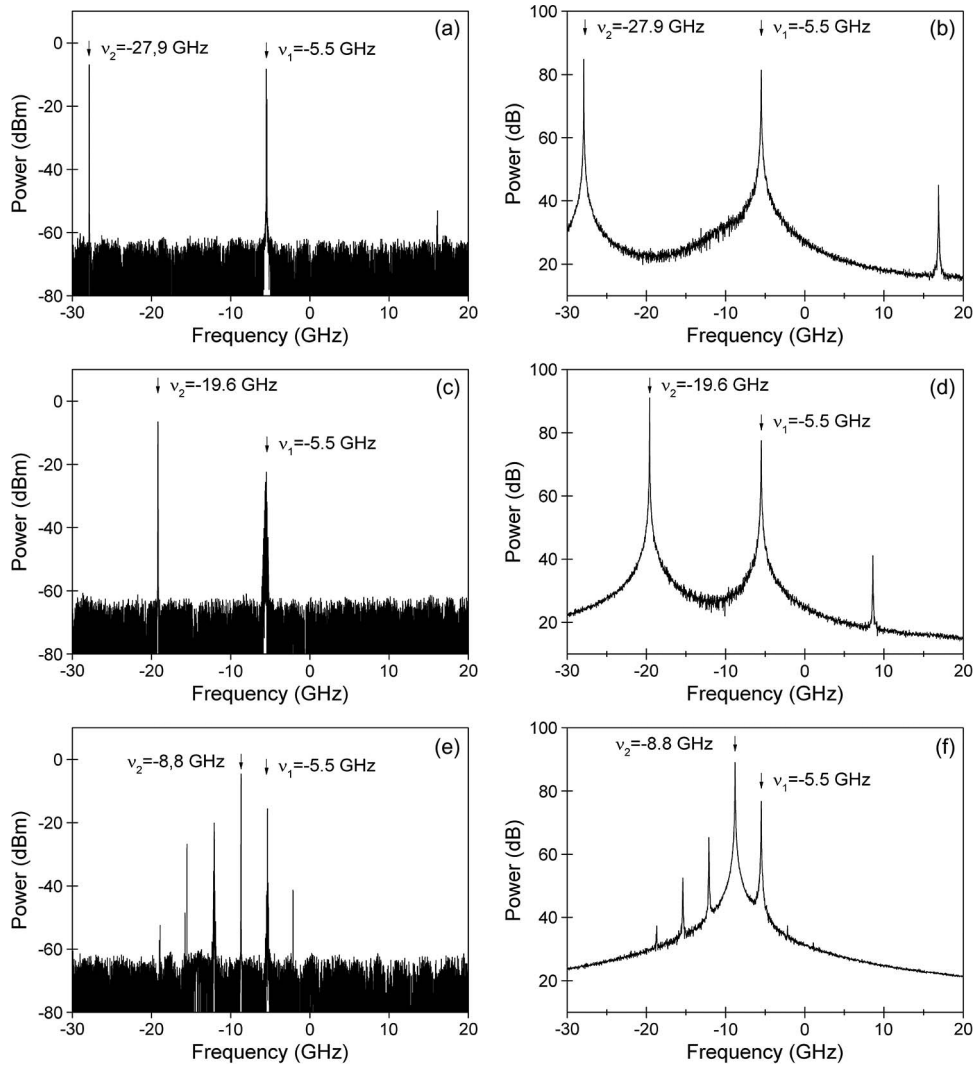 (a)
ν2=-27,9 GHz
ν1=-5.5 GHz
0
-20
-40
-60
-80
Power (dBm)
-30 -20 -10 0 10 20
Frequency (GHz)
(b)
ν2=-27.9 GHz
ν1=-5.5 GHz
100
80
60
40
20
Power (dB)
-30 -20 -10 0 10 20
Frequency (GHz)
(c)
ν2=-19.6 GHz
ν1=-5.5 GHz
0
-20
-40
-60
-80
Power (dBm)
-30 -20 -10 0 10 20
Frequency (GHz)
(d)
ν2=-19.6 GHz
ν1=-5.5 GHz
100
80
60
40
20
Power (dB)
-30 -20 -10 0 10 20
Frequency (GHz)
(e)
ν2=-8,8 GHz
ν1=-5.5 GHz
0
-20
-40
-60
-80
Power (dBm)
-30 -20 -10 0 10 20
Frequency (GHz)
(f)
ν2=-8.8 GHz
ν1=-5.5 GHz
100
80
60
40
20
Power (dB)
-30 -20 -10 0 10 20
Frequency (GHz)